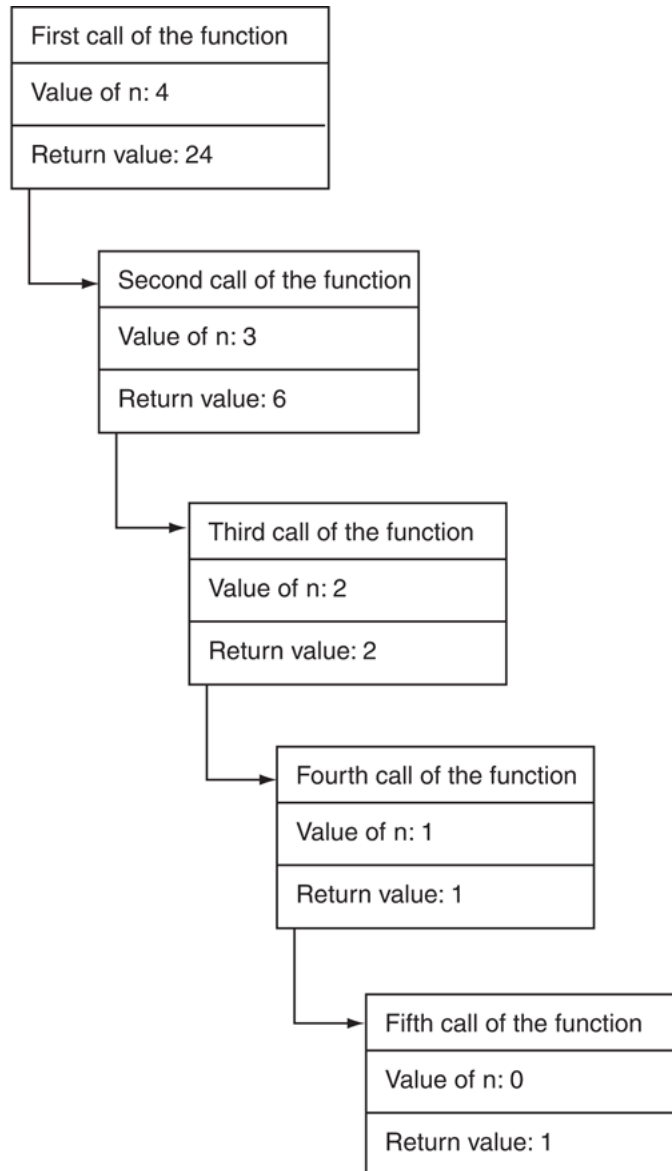 First call of the function
Value of n: 4
Return value: 24
Second call of the function
Value of n: 3
Return value: 6
Third call of the function
Value of n: 2
Return value: 2
Fourth call of the function
Value of n: 1
Return value: 1
Fifth call of the function
Value of n: 0
Return value: 1